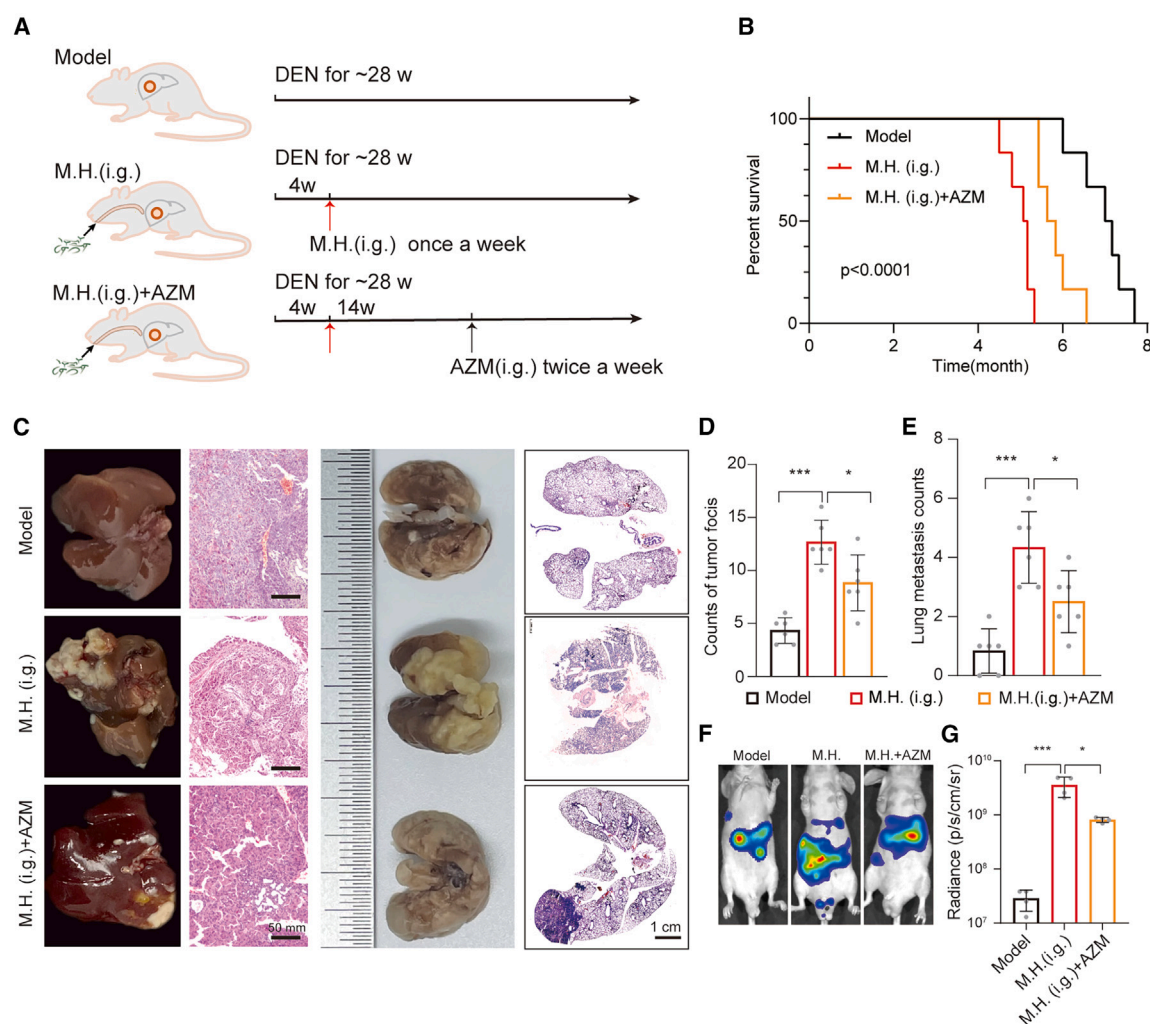 A
Model
DEN for ~28 w
M.H.(i.g.)
DEN for ~28 w
4w
M.H.(i.g.) once a week
M.H.(i.g.)+AZM
DEN for ~28 w
4w 14w
AZM(i.g.) twice a week
B
Percent survival
100
50
0
Model
M.H. (i.g.)
M.H. (i.g.)+AZM
p<0.0001
0 2 4 6 8
Time(month)
C
Model
M.H. (i.g)
M.H. (i.g)+AZM
50 mm
1 cm
D
Counts of tumor focis
20
15
10
5
0
*** *
E
Lung metastasis counts
8
6
4
2
0
*** *
Model M.H. (i.g.) M.H.(i.g.)+AZM
F
Model M.H. M.H.+AZM
G
Radiance (p/s/cm/sr)
10¹⁰
10⁹
10⁸
10⁷
*** *
Model
M.H.(i.g.)
M.H. (i.g.)+AZM